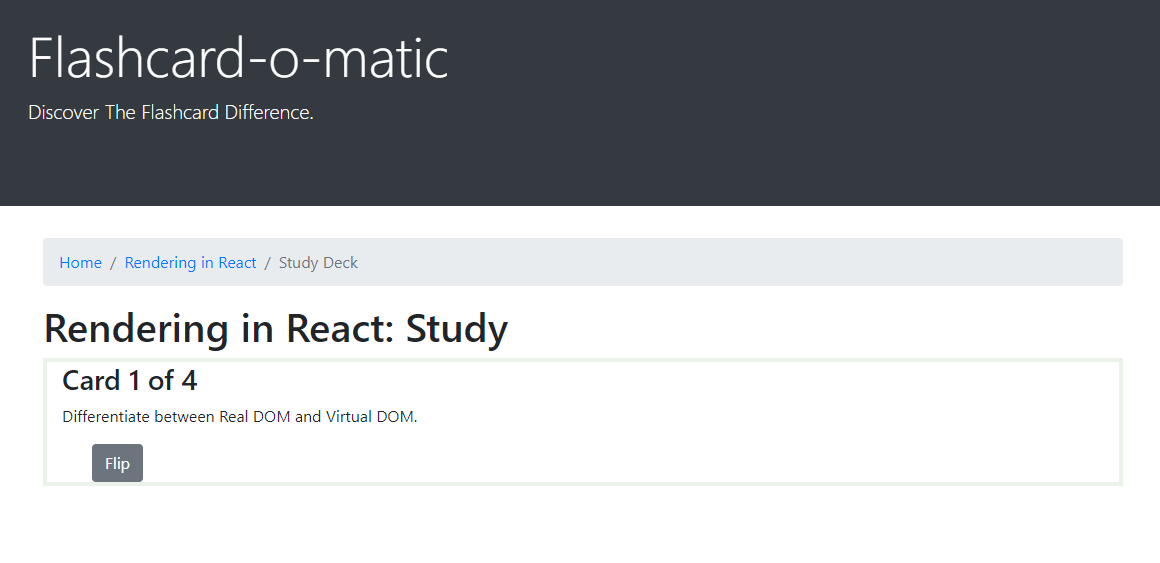 Flashcard-o-matic
Discover The Flashcard Difference.
Home / Rendering in React / Study Deck
Rendering in React: Study
Card 1 of 4
Differentiate between Real DOM and Virtual DOM.
Flip